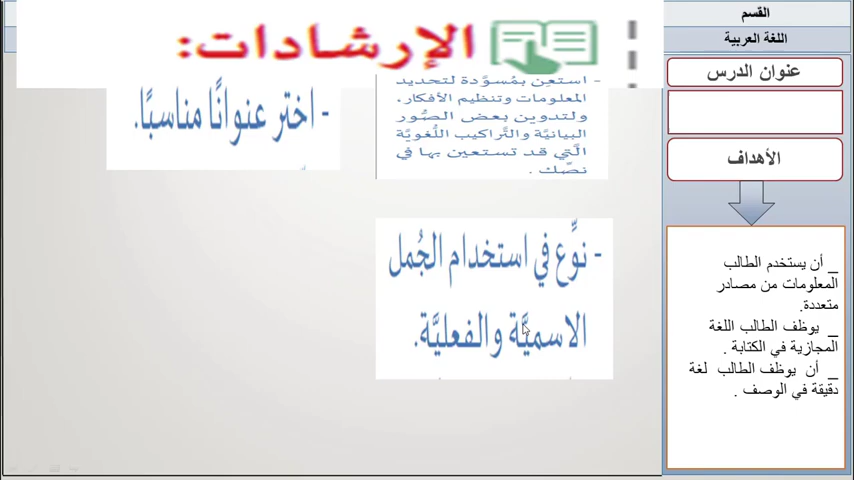 القسم
اللغة العربية
عنوان الدرس
الأهداف
_ أن يستخدم الطالب
المعلومات من مصادر
متعددة.
_ يوظف الطالب اللغة
المجازية في الكتابة .
_ أن يوظف الطالب لغة
دقيقة في الوصف .
الإرشادات:
- استعن بمُسوَّدة لتحديد
المعلومات وتنظيم الأفكار،
ولتدوين بعض الصُّور
البيانيَّة والتَّراكيب اللُّغويَّة
الَّتي قد تستعين بها في
نصِّك .
- اختر عنوانًا مناسبًا.
- نوِّع في استخدام الجُمل
الاسميَّة والفعليَّة.